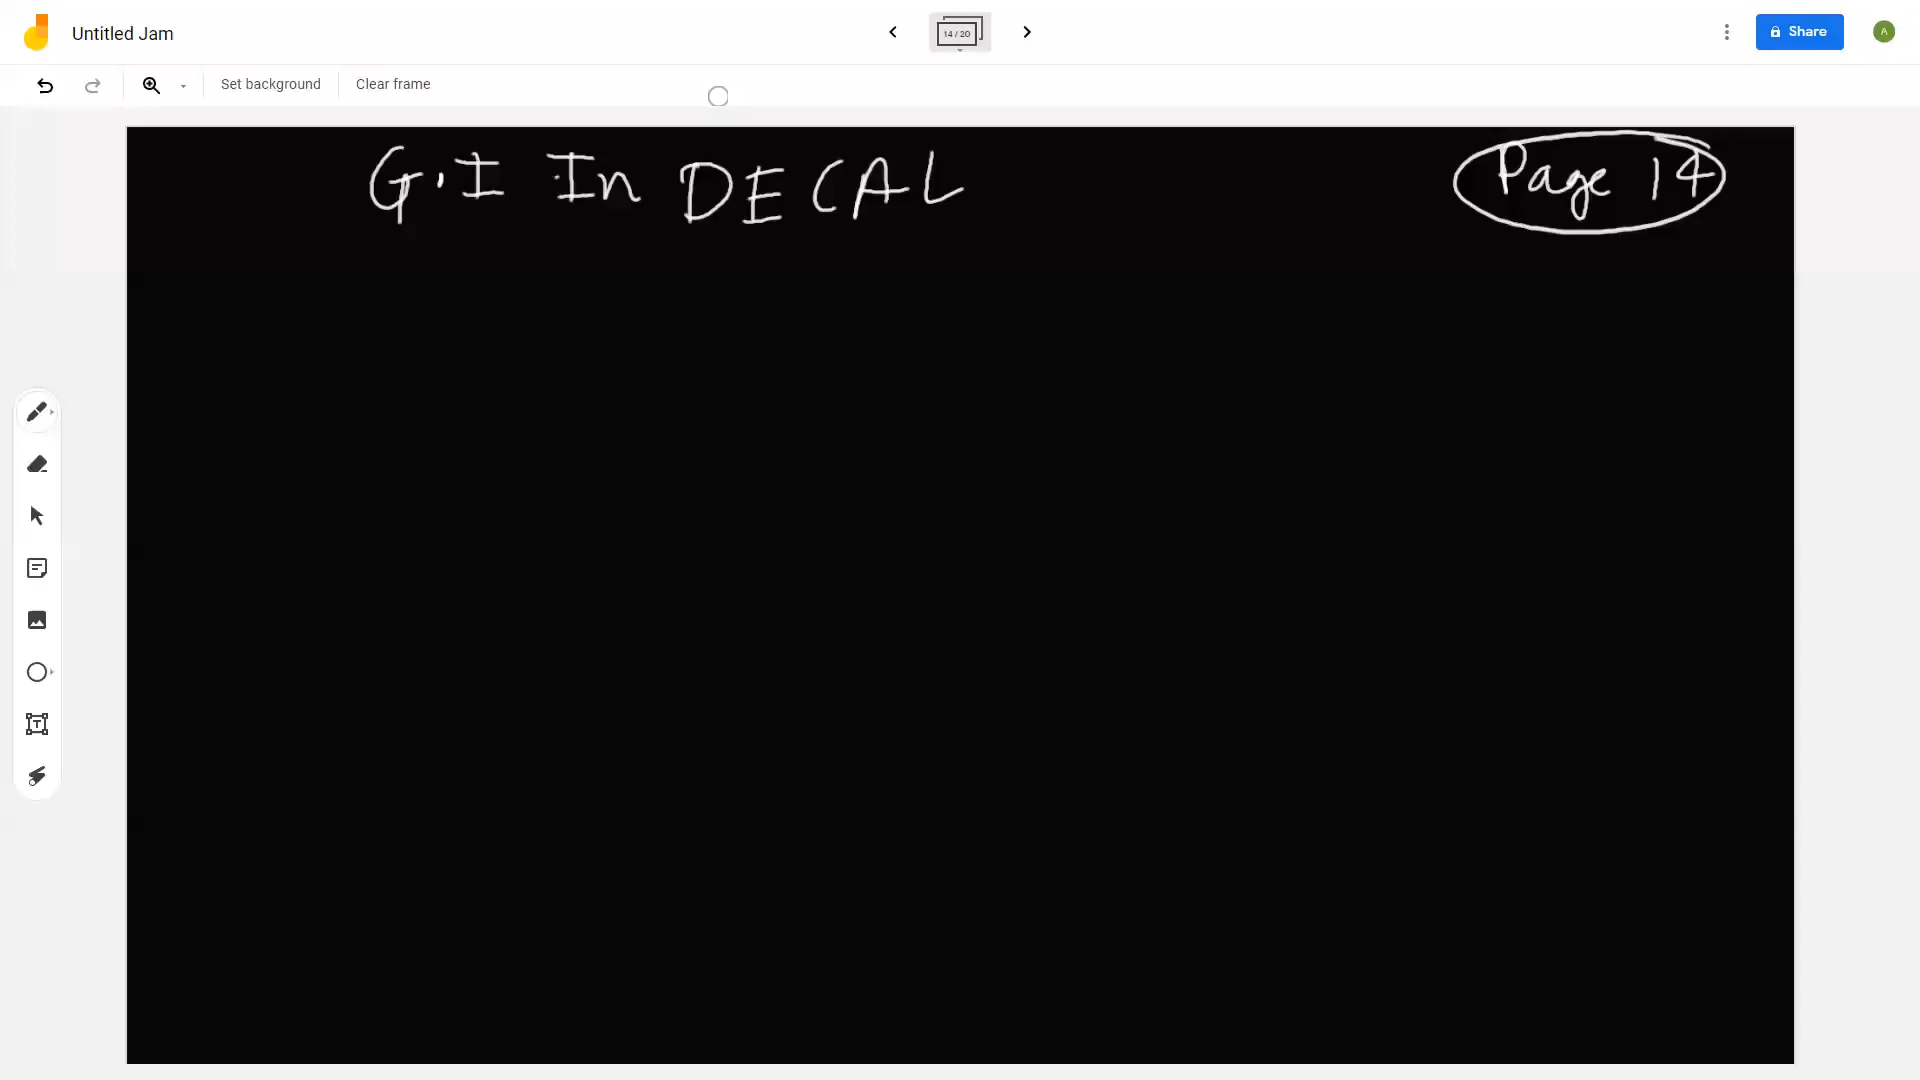 Untitled Jam
14 / 20
Share
A
Set background
Clear frame
G.I In DECAL
Page 14